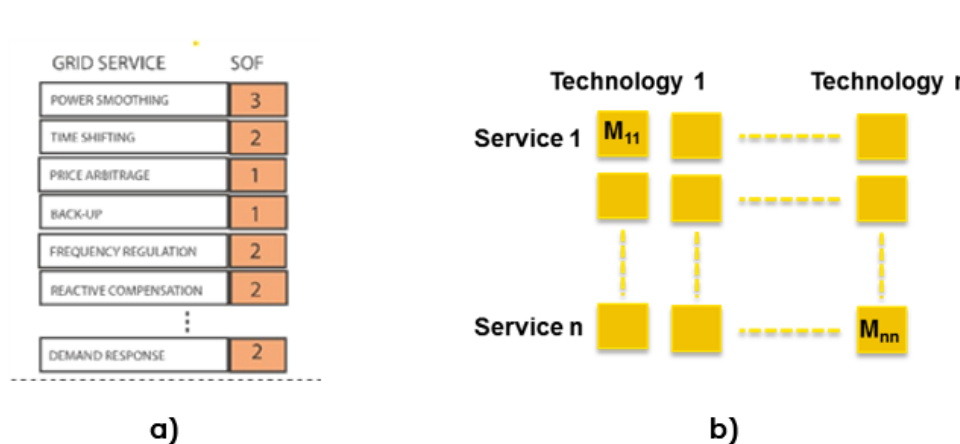 GRID SERVICE SOF
POWER SMOOTHING 3
TIME SHIFTING 2
PRICE ARBITRAGE 1
BACK-UP 1
FREQUENCY REGULATION 2
REACTIVE COMPENSATION 2
DEMAND RESPONSE 2
a)
Technology 1 Technology
Service 1 M11
Service n Mnn
b)